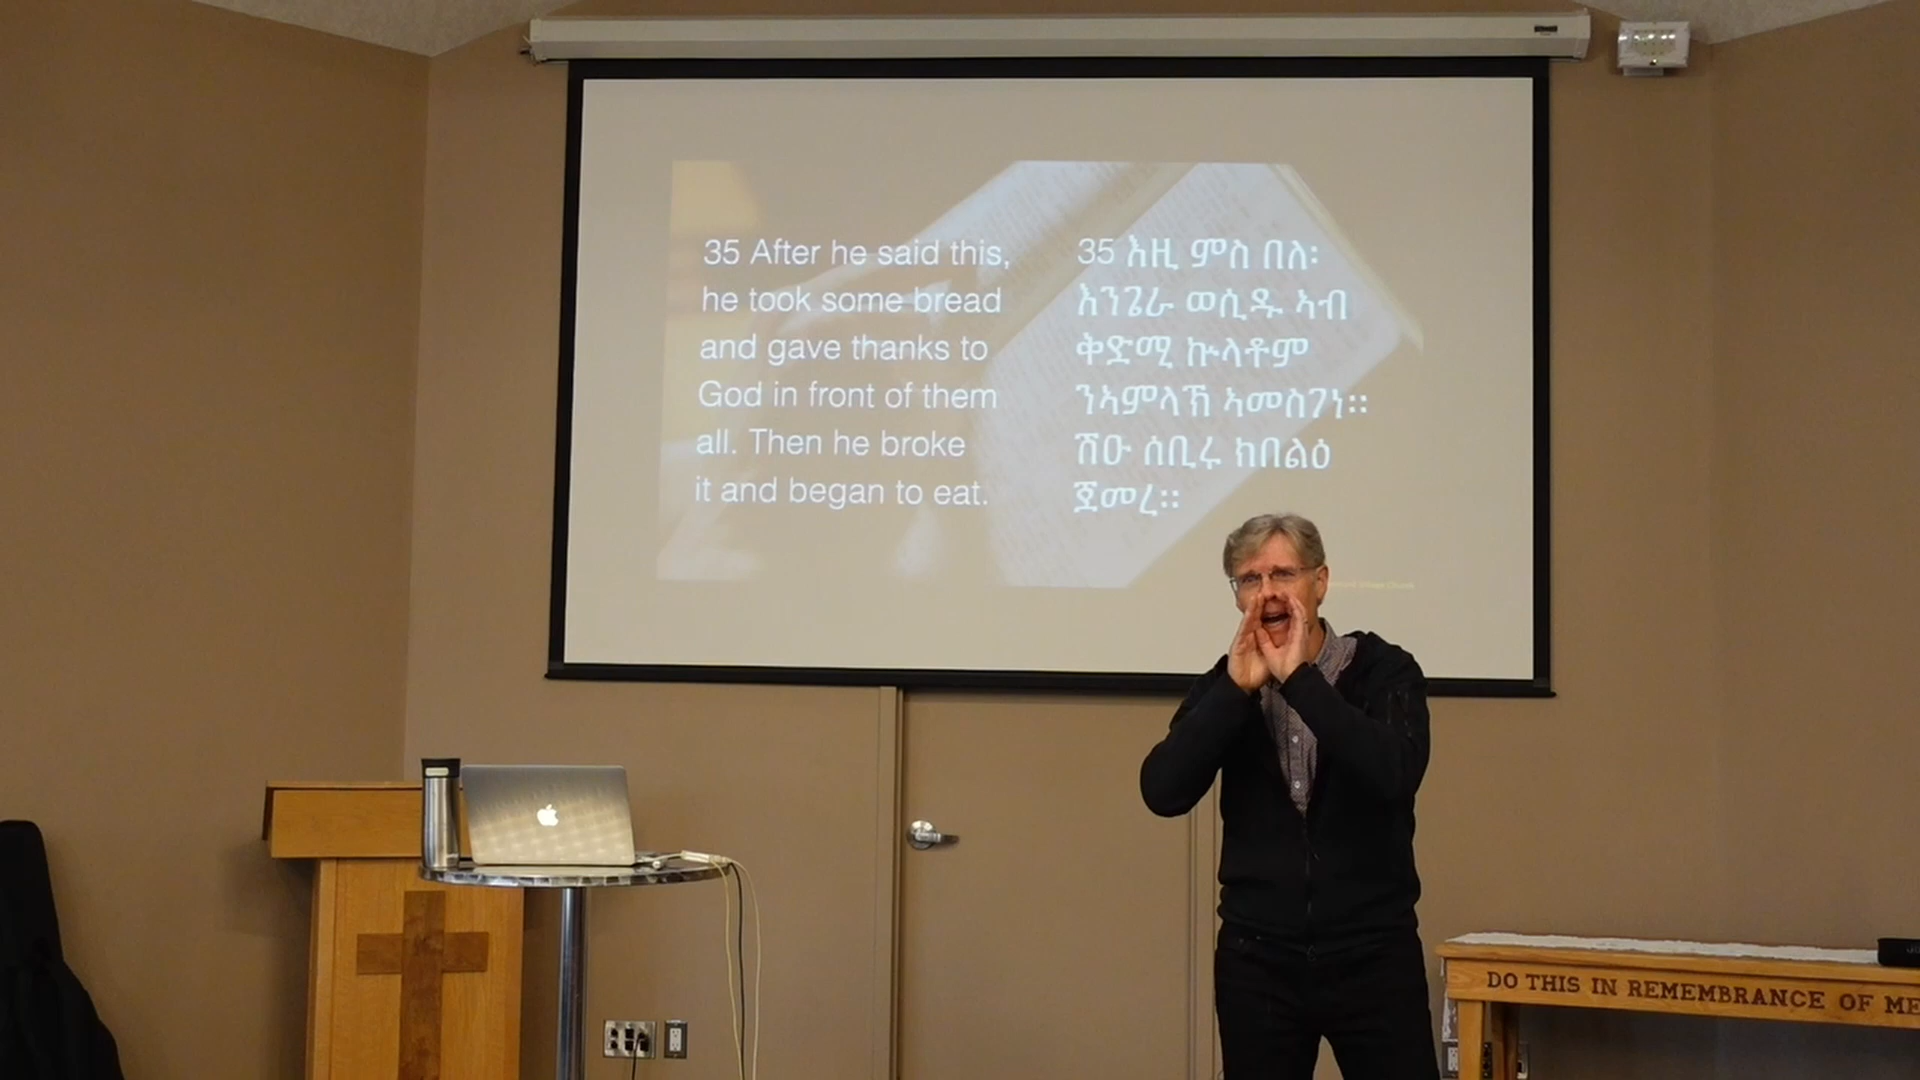 35 After he said this,
he took some bread
and gave thanks to
God in front of them
all. Then he broke
it and began to eat.
35 እዚ ምስ በለ፡
እንጌራ ወሲዱ ኣብ
ቅድሚ ኵላቶም
ንኣምላኽ ኣመስገነ።
ሽዑ ሰቢሩ ክበልዕ
ጀመረ።
DO THIS IN REMEMBRANCE OF ME